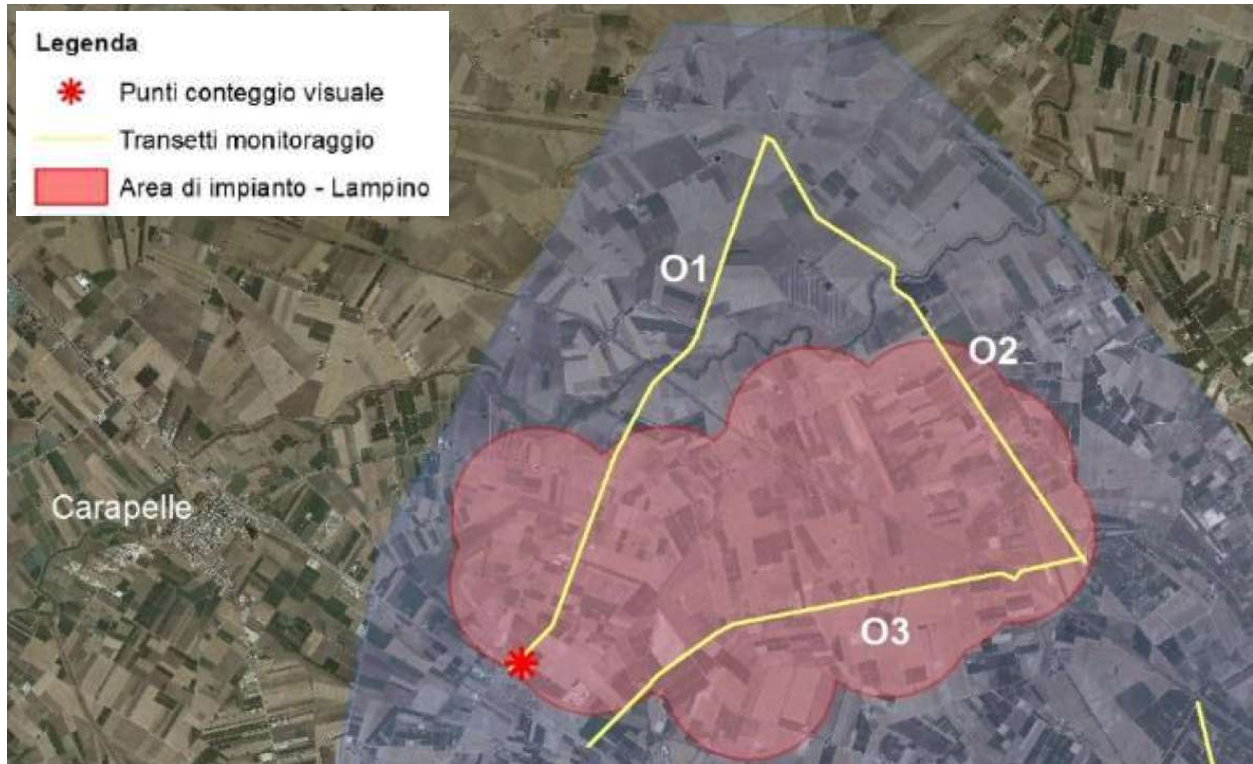 Legenda
Punti conteggio visuale
Transetti monitoraggio
Area di impianto - Lampino
O1
O2
Carapelle
O3